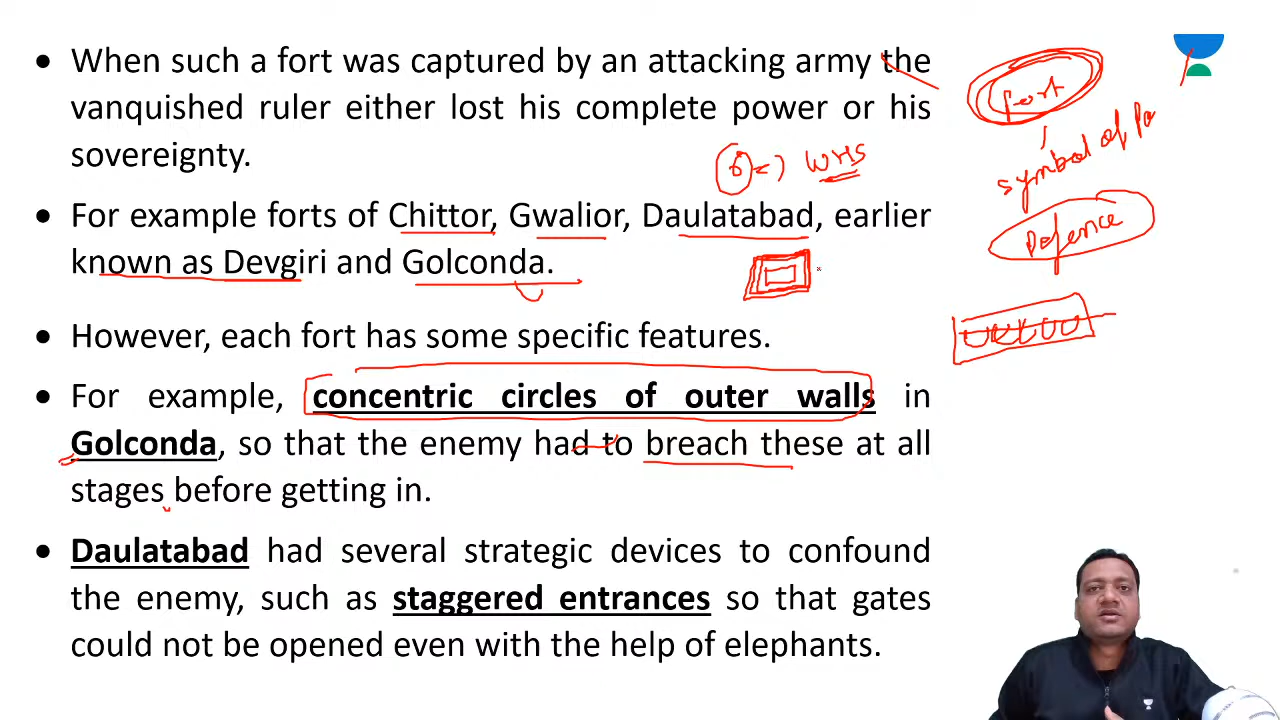 • When such a fort was captured by an attacking army the
vanquished ruler either lost his complete power or his
sovereignty.
• For example forts of Chittor, Gwalior, Daulatabad, earlier
known as Devgiri and Golconda.
• However, each fort has some specific features.
• For example, concentric circles of outer walls in
Golconda, so that the enemy had to breach these at all
stages before getting in.
• Daulatabad had several strategic devices to confound
the enemy, such as staggered entrances so that gates
could not be opened even with the help of elephants.
fort
symbol of Po
Defence
6 WHS